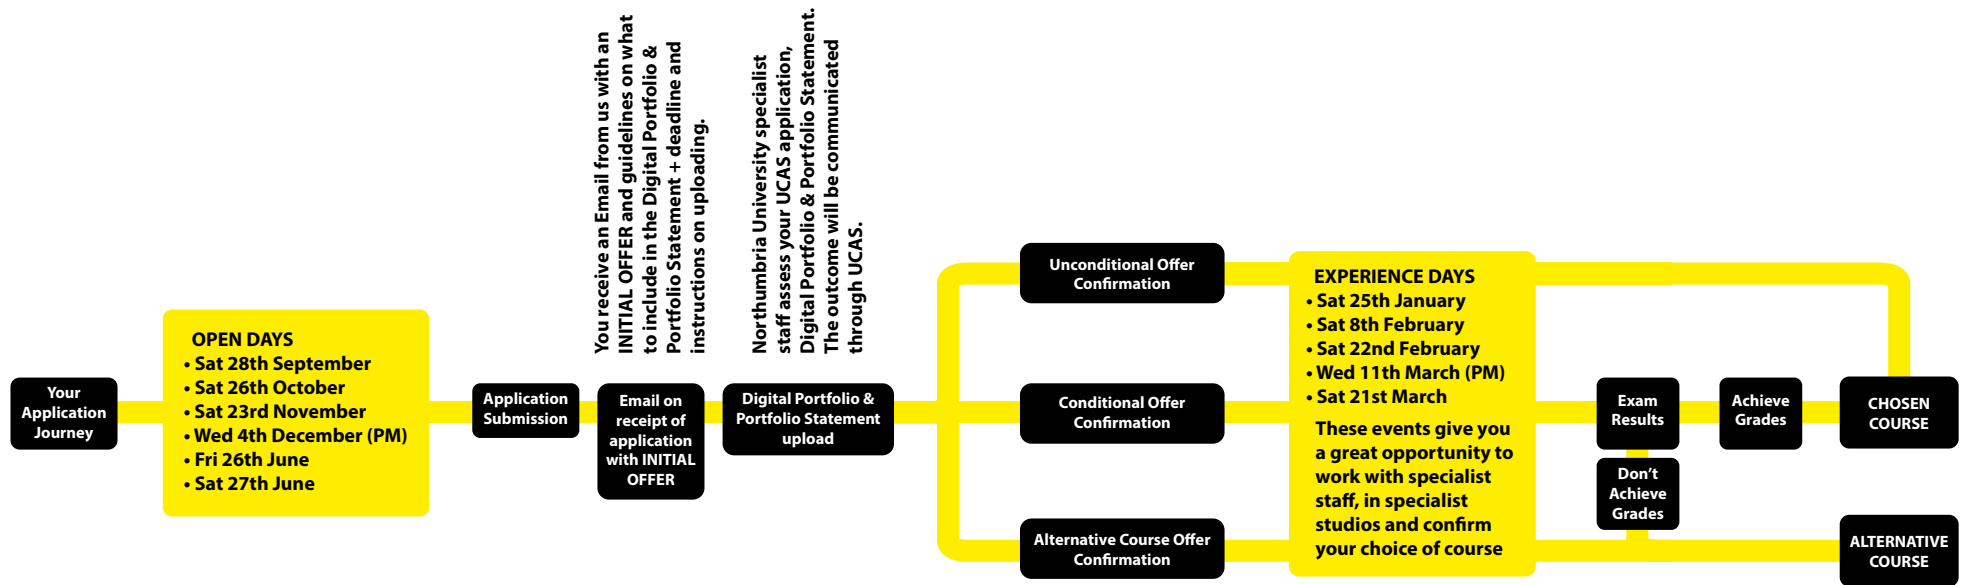 Your
Application
Journey
OPEN DAYS
• Sat 28th September
• Sat 26th October
• Sat 23rd November
• Wed 4th December (PM)
• Fri 26th June
• Sat 27th June
Application
Submission
You receive an Email from us with an
INITIAL OFFER and guidelines on what
to include in the Digital Portfolio &
Portfolio Statement + deadline and
instructions on uploading.
Email on
receipt of
application
with INITIAL
OFFER
Northumbria University specialist
staff assess your UCAS application,
Digital Portfolio & Portfolio Statement.
The outcome will be communicated
through UCAS.
Digital Portfolio &
Portfolio Statement
upload
Unconditional Offer
Confirmation
Conditional Offer
Confirmation
Alternative Course Offer
Confirmation
EXPERIENCE DAYS
• Sat 25th January
• Sat 8th February
• Sat 22nd February
• Wed 11th March (PM)
• Sat 21st March
These events give you
a great opportunity to
work with specialist
staff, in specialist
studios and confirm
your choice of course
Exam
Results
Don’t
Achieve
Grades
Achieve
Grades
CHOSEN
COURSE
ALTERNATIVE
COURSE